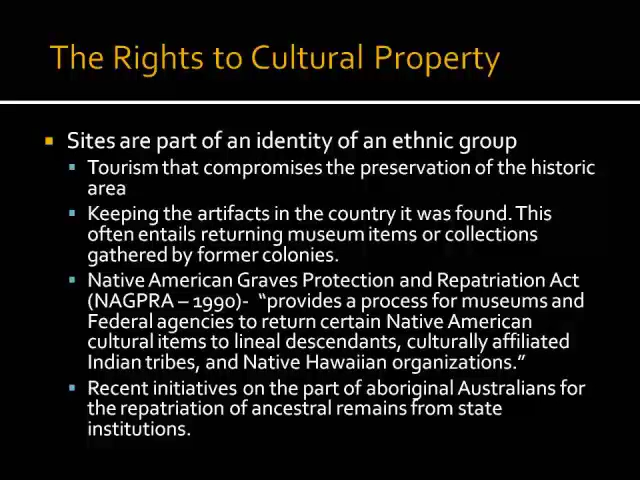 The Rights to Cultural Property
Sites are part of an identity of an ethnic group
Tourism that compromises the preservation of the historic
area
Keeping the artifacts in the country it was found. This
often entails returning museum items or collections
gathered by former colonies.
Native American Graves Protection and Repatriation Act
(NAGPRA – 1990)- “provides a process for museums and
Federal agencies to return certain Native American
cultural items to lineal descendants, culturally affiliated
Indian tribes, and Native Hawaiian organizations.”
Recent initiatives on the part of aboriginal Australians for
the repatriation of ancestral remains from state
institutions.